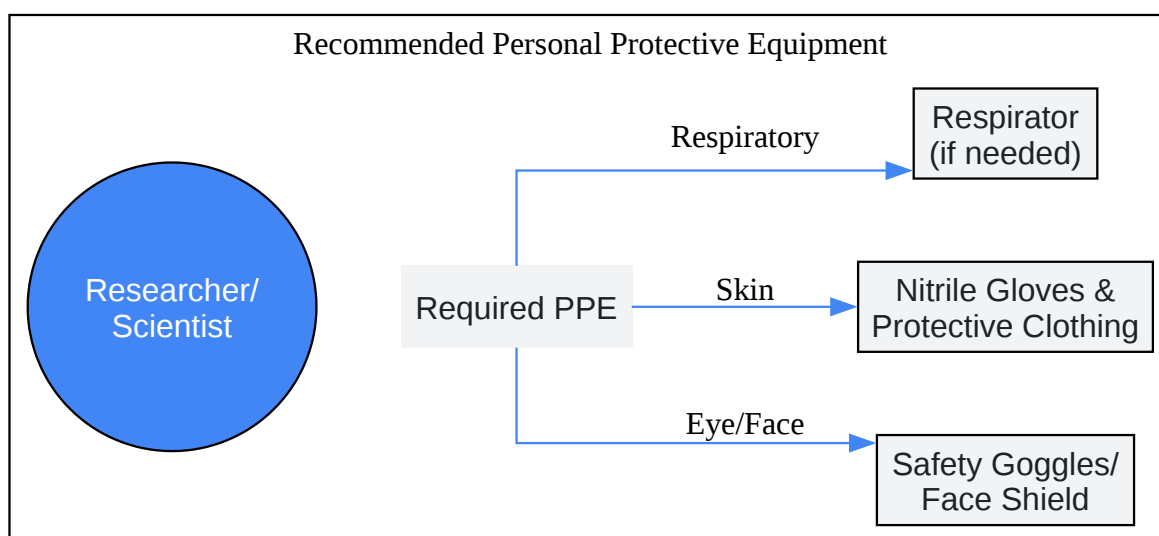 Recommended Personal Protective Equipment
Respiratory
Respirator
(if needed)
Researcher/
Scientist
Required PPE
Skin
Nitrile Gloves &
Protective Clothing
Eye/Face
Safety Goggles/
Face Shield